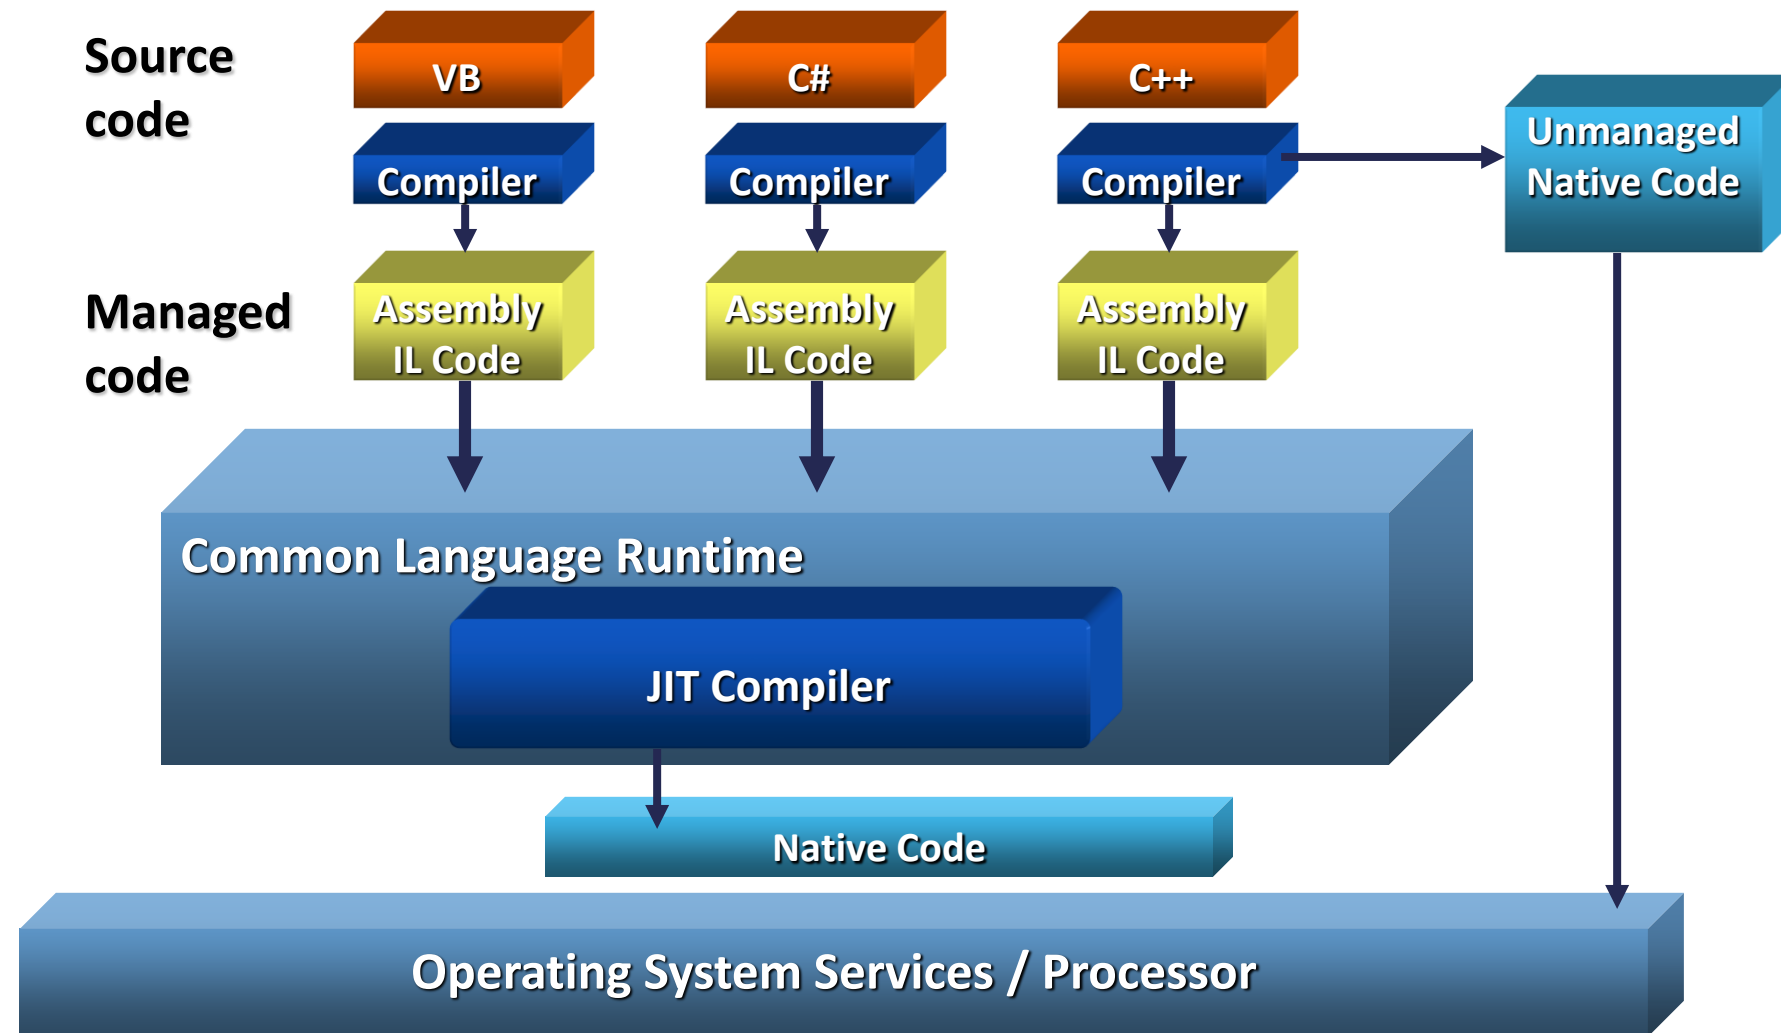 Source
code
VB
C#
C++
Compiler
Compiler
Compiler
Unmanaged
Native Code
Managed
code
Assembly
IL Code
Assembly
IL Code
Assembly
IL Code
Common Language Runtime
JIT Compiler
Native Code
Operating System Services / Processor